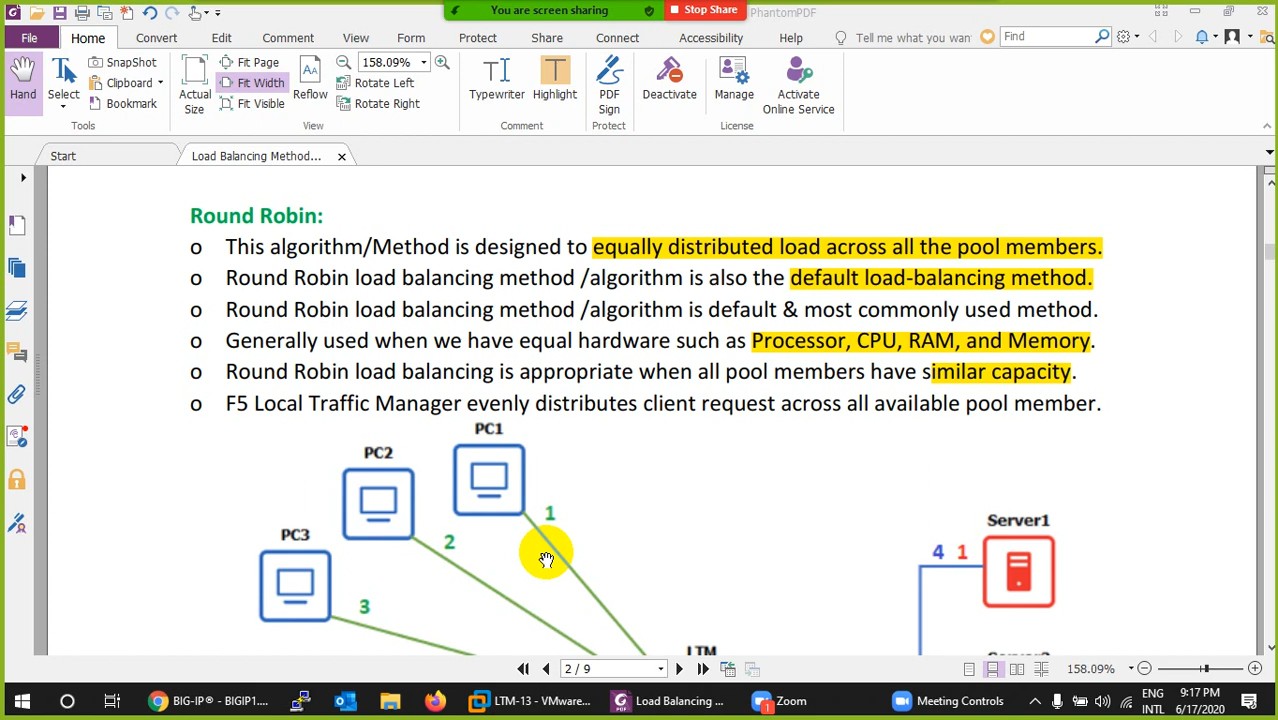 You are screen sharing
Stop Share
PhantomPDF
File
Home
Convert
Edit
Comment
View
Form
Protect
Share
Connect
Accessibility
Help
Tell me what you want
Find
Hand
Select
SnapShot
Clipboard
Bookmark
Tools
Actual Size
Fit Page
Fit Width
Fit Visible
Reflow
158.09%
Rotate Left
Rotate Right
View
Typewriter
Highlight
Comment
PDF Sign
Protect
Deactivate
Manage
Activate Online Service
License
Start
Load Balancing Method...
Round Robin:
o This algorithm/Method is designed to equally distributed load across all the pool members.
o Round Robin load balancing method /algorithm is also the default load-balancing method.
o Round Robin load balancing method /algorithm is default & most commonly used method.
o Generally used when we have equal hardware such as Processor, CPU, RAM, and Memory.
o Round Robin load balancing is appropriate when all pool members have similar capacity.
o F5 Local Traffic Manager evenly distributes client request across all available pool member.
PC1
PC2
PC3
1
2
3
Server1
4 1
LTM
2 / 9
158.09%
BIG-IP® - BIGIP1....
LTM-13 - VMware...
Load Balancing ...
Zoom
1
Meeting Controls
ENG
INTL
9:17 PM
6/17/2020